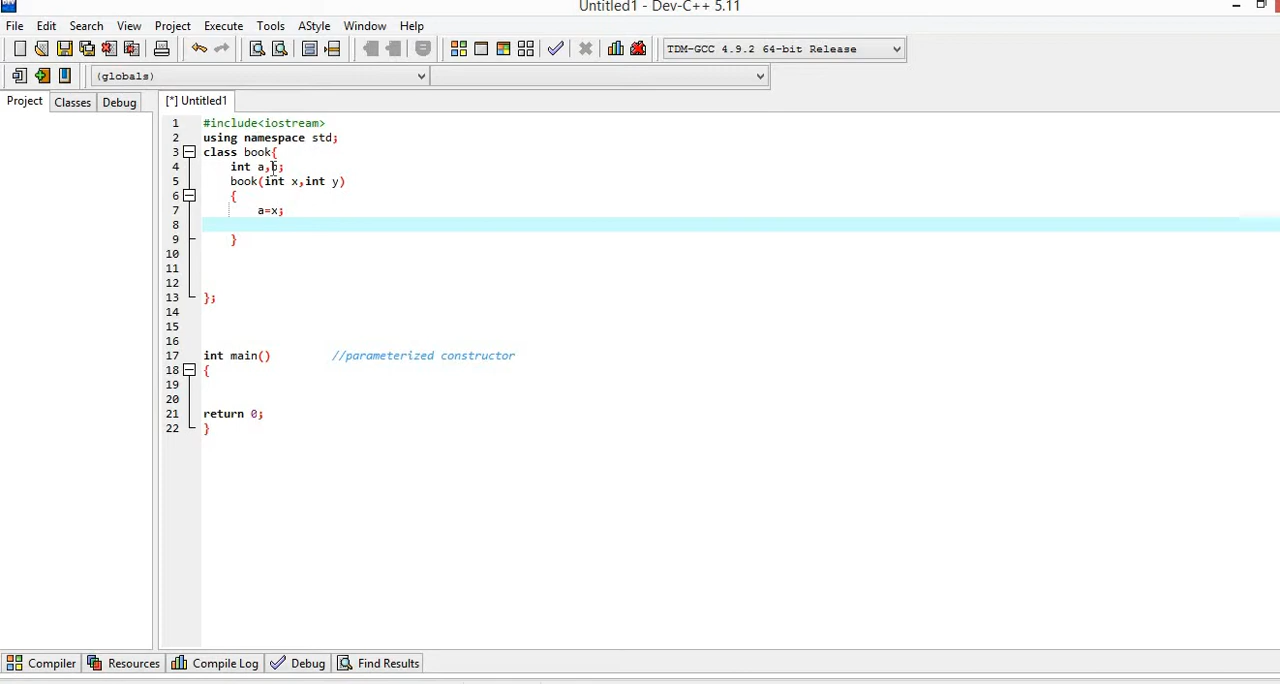 Untitled1 - Dev-C++ 5.11
File Edit Search View Project Execute Tools AStyle Window Help
TDM-GCC 4.9.2 64-bit Release
(globals)
Project Classes Debug [*] Untitled1
1 #include<iostream>
2 using namespace std;
3 class book{
4 int a,b;
5 book(int x,int y)
6 {
7 a=x;
8
9 }
10
11
12
13 };
14
15
16
17 int main() //parameterized constructor
18 {
19
20
21 return 0;
22 }
Compiler Resources Compile Log Debug Find Results